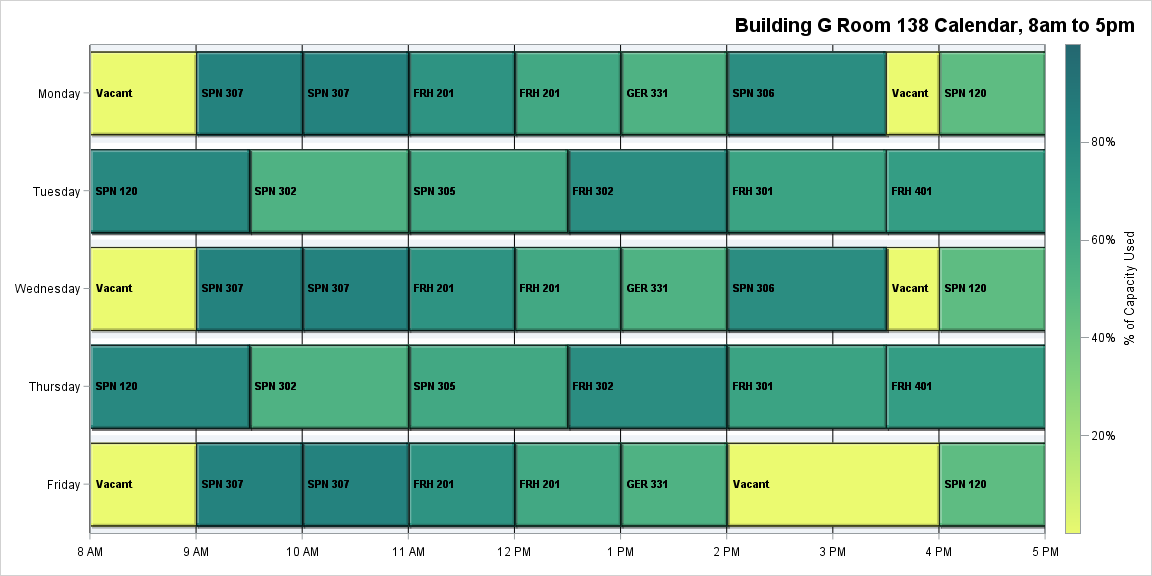 Building G Room 138 Calendar, 8am to 5pm
Monday Vacant SPN 307 SPN 307 FRH 201 FRH 201 GER 331 SPN 306 Vacant SPN 120
Tuesday SPN 120 SPN 302 SPN 305 FRH 302 FRH 301 FRH 401
Wednesday Vacant SPN 307 SPN 307 FRH 201 FRH 201 GER 331 SPN 306 Vacant SPN 120
Thursday SPN 120 SPN 302 SPN 305 FRH 302 FRH 301 FRH 401
Friday Vacant SPN 307 SPN 307 FRH 201 FRH 201 GER 331 Vacant SPN 120
8 AM 9 AM 10 AM 11 AM 12 PM 1 PM 2 PM 3 PM 4 PM 5 PM
80%
60%
40%
20%
% of Capacity Used